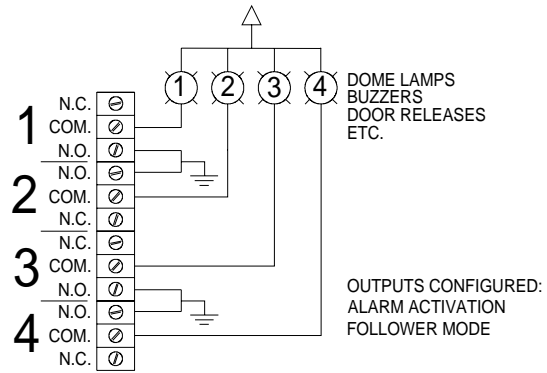 1 2 3 4
DOME LAMPS
BUZZERS
DOOR RELEASES
ETC.
1
N.C.
COM.
N.O.
2
N.O.
COM.
N.C.
3
N.C.
COM.
N.O.
4
N.O.
COM.
N.C.
OUTPUTS CONFIGURED:
ALARM ACTIVATION
FOLLOWER MODE